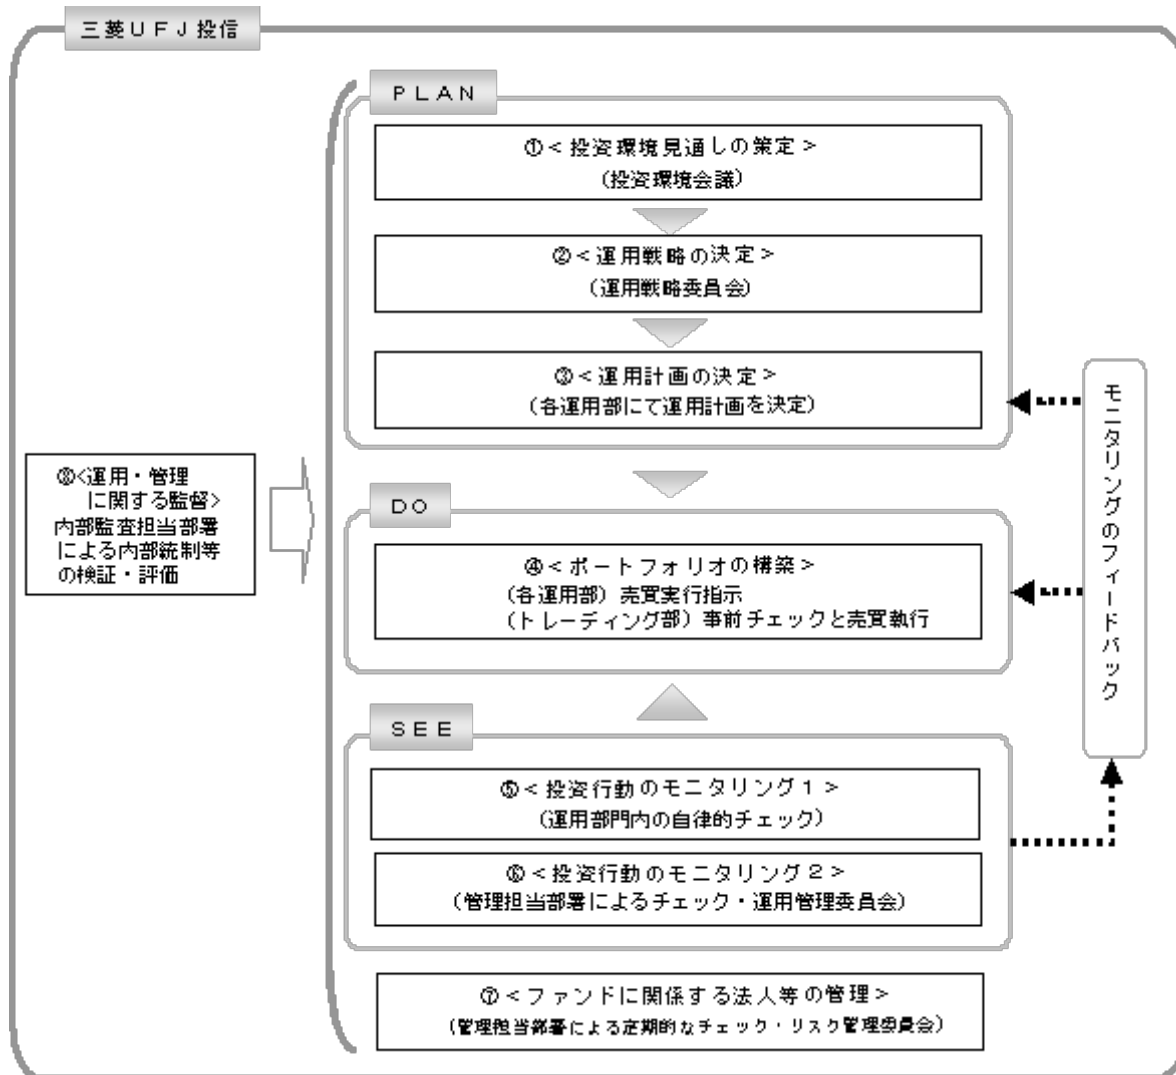 三菱ＵＦＪ投信
ＰＬＡＮ
①＜投資環境見通しの策定＞
（投資環境会議）
②＜運用戦略の決定＞
（運用戦略委員会）
③＜運用計画の決定＞
（各運用部にて運用計画を決定）
モニタリングのフィードバック
⑧<運用・管理
に関する監督>
内部監査担当部署
による内部統制等
の検証・評価
ＤＯ
④＜ポートフォリオの構築＞
（各運用部）売買実行指示
（トレーディング部）事前チェックと売買執行
ＳＥＥ
⑤＜投資行動のモニタリング１＞
（運用部門内の自律的チェック）
⑥＜投資行動のモニタリング２＞
（管理担当部署によるチェック・運用管理委員会）
⑦＜ファンドに関係する法人等の管理＞
（管理担当部署による定期的なチェック・リスク管理委員会）